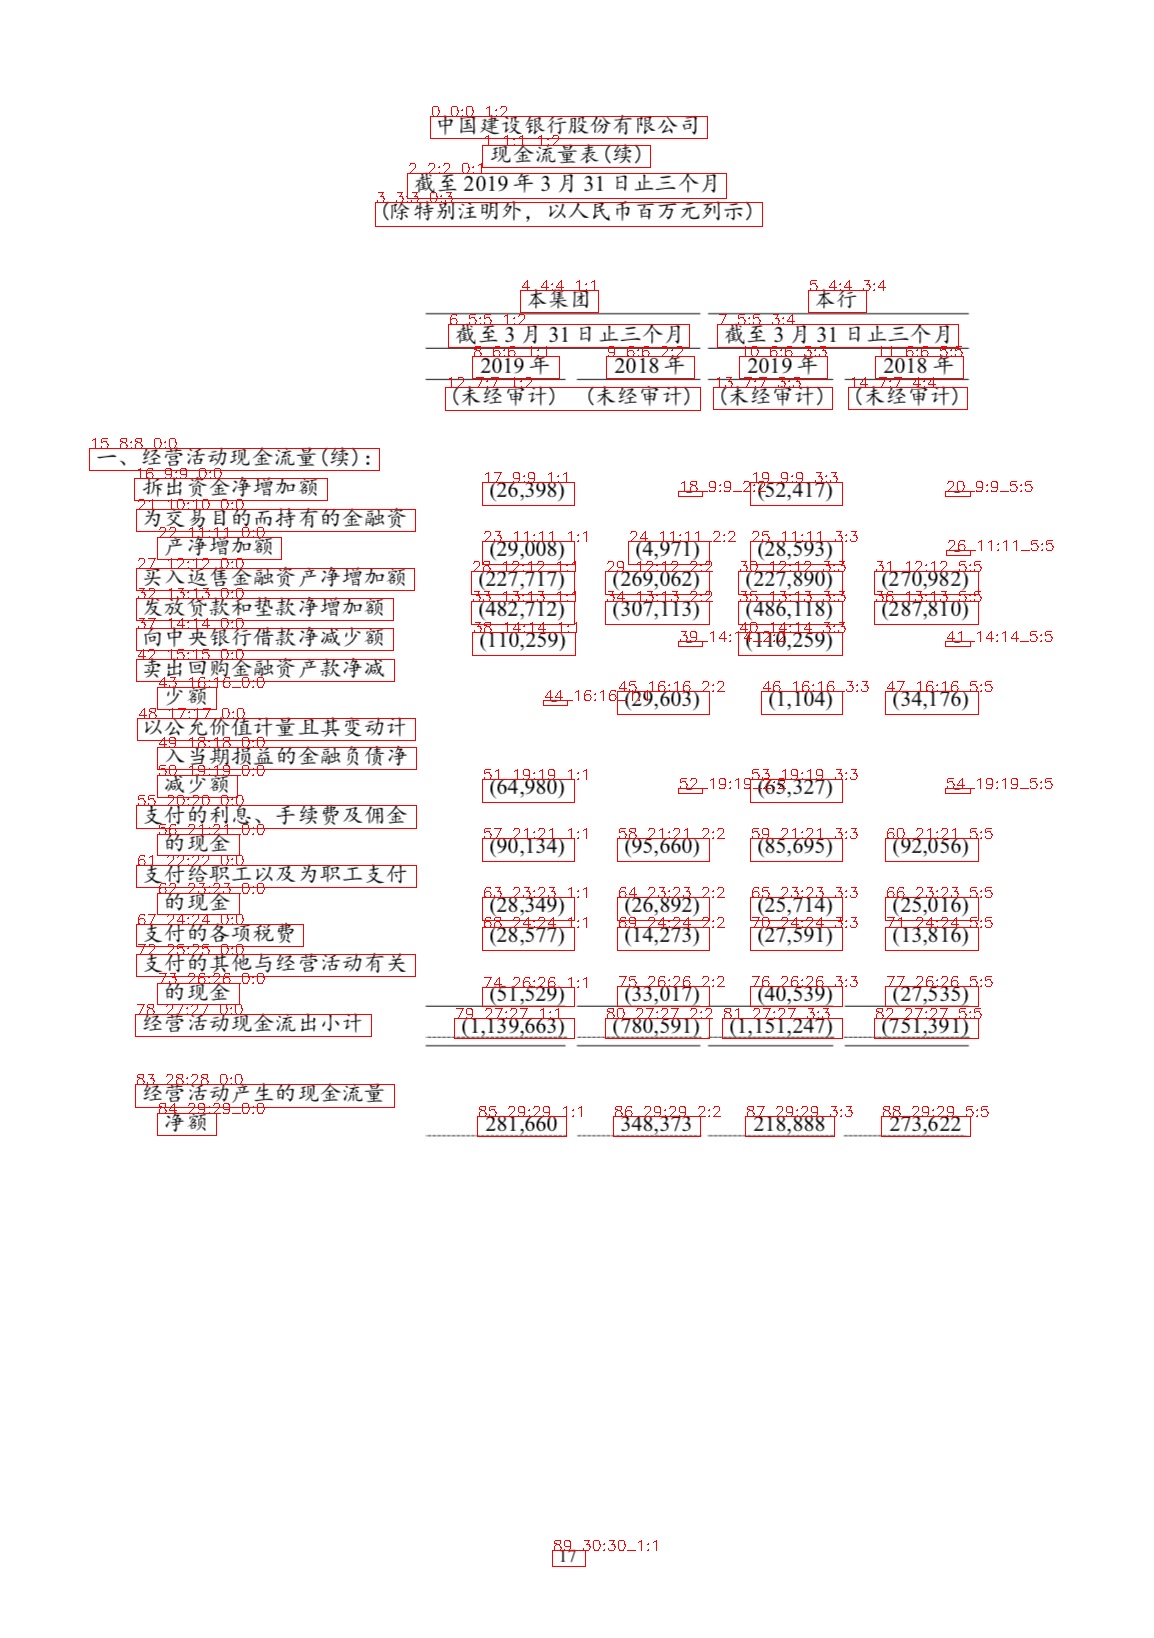 中国建设银行股份有限公司
现金流量表(续)
截至 2019 年 3 月 31 日止三个月
(除特别注明外，以人民币百万元列示)
本集团 本行
截至 3 月 31 日止三个月 截至 3 月 31 日止三个月
2019 年 2018 年 2019 年 2018 年
(未经审计) (未经审计) (未经审计) (未经审计)
一、经营活动现金流量(续)：
拆出资金净增加额 (26,398) - (52,417) -
为交易目的而持有的金融资
产净增加额 (29,008) (4,971) (28,593) -
买入返售金融资产净增加额 (227,717) (269,062) (227,890) (270,982)
发放贷款和垫款净增加额 (482,712) (307,113) (486,118) (287,810)
向中央银行借款净减少额 (110,259) - (110,259) -
卖出回购金融资产款净减
少额 - (29,603) (1,104) (34,176)
以公允价值计量且其变动计
入当期损益的金融负债净
减少额 (64,980) - (65,327) -
支付的利息、手续费及佣金
的现金 (90,134) (95,660) (85,695) (92,056)
支付给职工以及为职工支付
的现金 (28,349) (26,892) (25,714) (25,016)
支付的各项税费 (28,577) (14,273) (27,591) (13,816)
支付的其他与经营活动有关
的现金 (51,529) (33,017) (40,539) (27,535)
经营活动现金流出小计 (1,139,663) (780,591) (1,151,247) (751,391)
经营活动产生的现金流量
净额 281,660 348,373 218,888 273,622
17